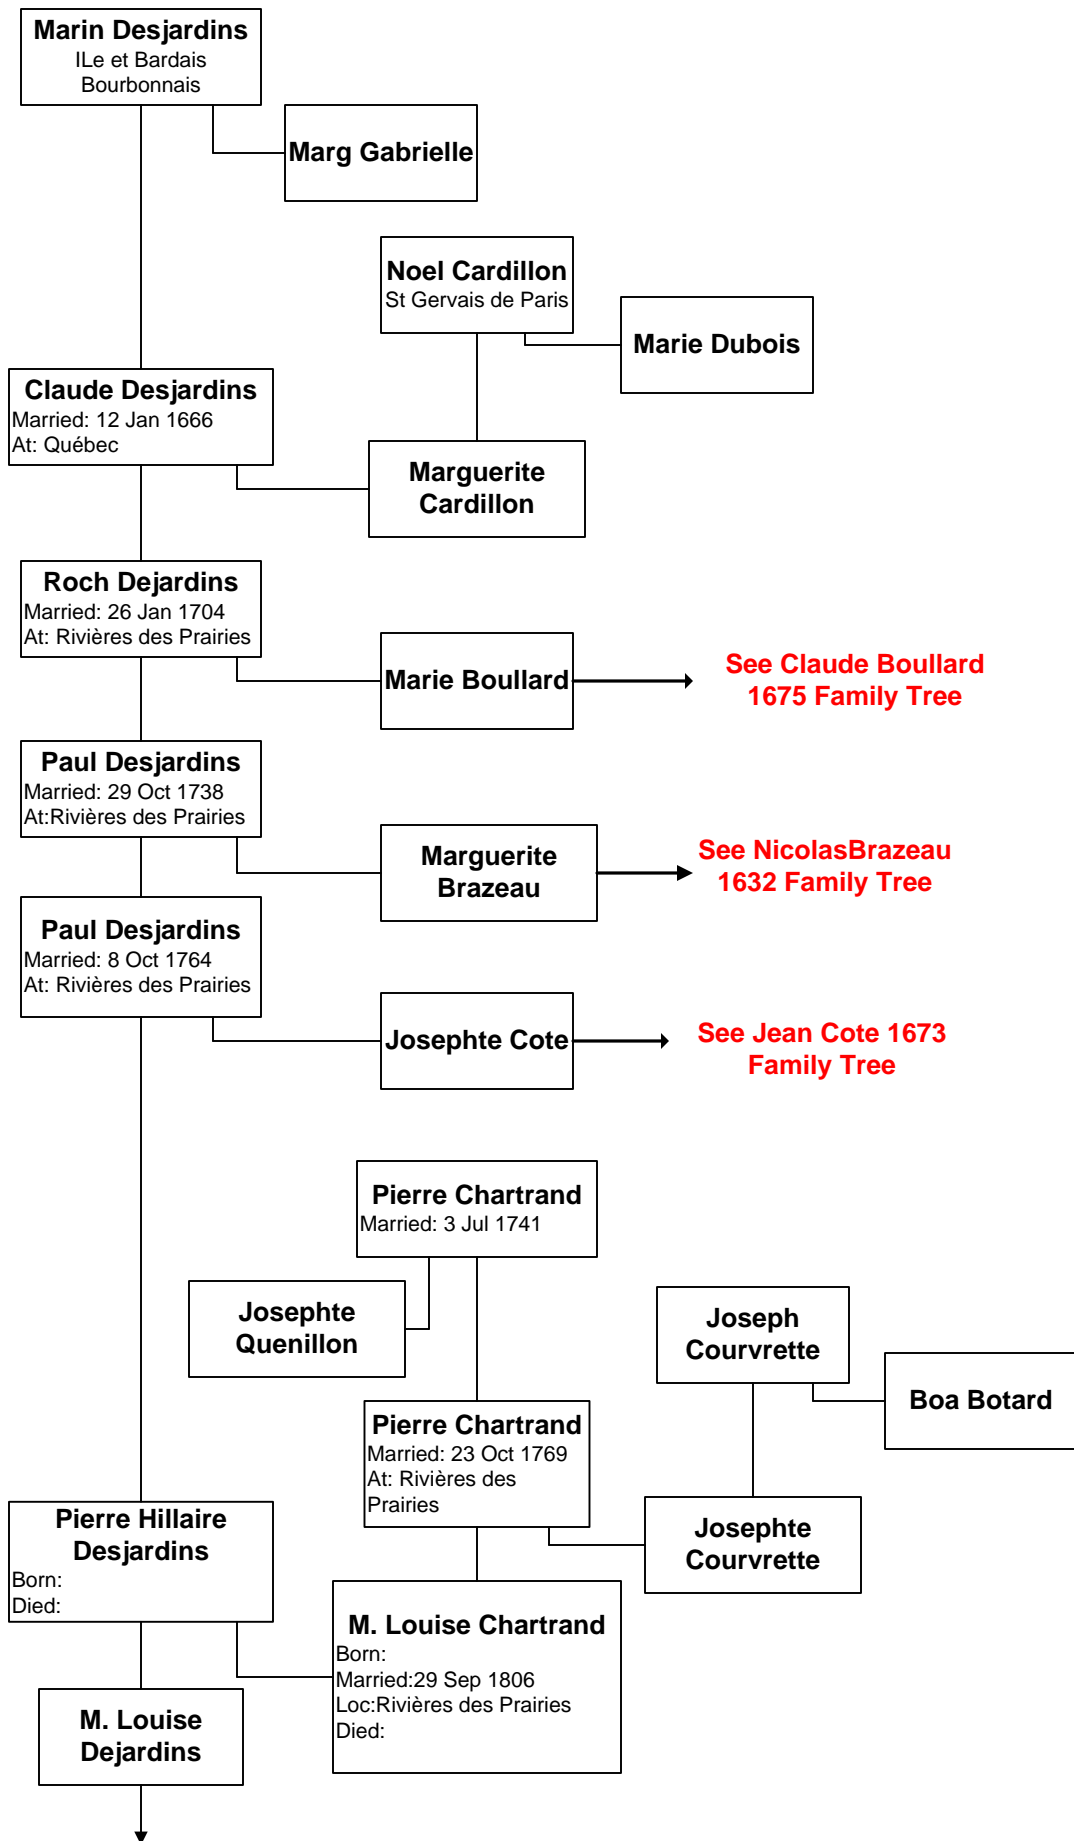 Marin Desjardins
ILe et Bardais
Bourbonnais
Marg Gabrielle
Noel Cardillon
St Gervais de Paris
Marie Dubois
Claude Desjardins
Married: 12 Jan 1666
At: Québec
Marguerite
Cardillon
Roch Dejardins
Married: 26 Jan 1704
At: Rivières des Prairies
Marie Boullard
See Claude Boullard
1675 Family Tree
Paul Desjardins
Married: 29 Oct 1738
At:Rivières des Prairies
Marguerite
Brazeau
See NicolasBrazeau
1632 Family Tree
Paul Desjardins
Married: 8 Oct 1764
At: Rivières des Prairies
Josephte Cote
See Jean Cote 1673
Family Tree
Pierre Chartrand
Married: 3 Jul 1741
Josephte
Quenillon
Joseph
Courvrette
Boa Botard
Pierre Chartrand
Married: 23 Oct 1769
At: Rivières des
Prairies
Josephte
Courvrette
Pierre Hillaire
Desjardins
Born:
Died:
M. Louise Chartrand
Born:
Married:29 Sep 1806
Loc:Rivières des Prairies
Died:
M. Louise
Dejardins